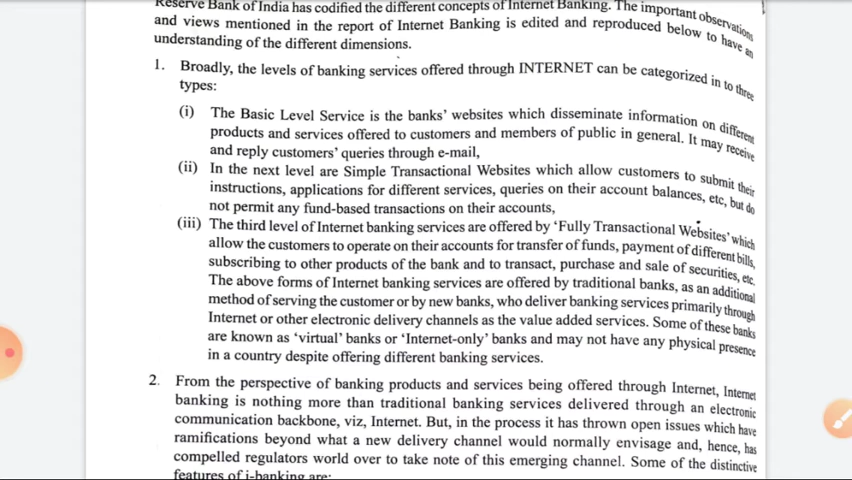 Reserve Bank of India has codified the different concepts of Internet Banking. The important observations
and views mentioned in the report of Internet Banking is edited and reproduced below to have an
understanding of the different dimensions.
1. Broadly, the levels of banking services offered through INTERNET can be categorized in to three
types:
(i) The Basic Level Service is the banks' websites which disseminate information on different
products and services offered to customers and members of public in general. It may receive
and reply customers' queries through e-mail,
(ii) In the next level are Simple Transactional Websites which allow customers to submit their
instructions, applications for different services, queries on their account balances, etc, but do
not permit any fund-based transactions on their accounts,
(iii) The third level of Internet banking services are offered by 'Fully Transactional Websites' which
allow the customers to operate on their accounts for transfer of funds, payment of different bills,
subscribing to other products of the bank and to transact, purchase and sale of securities, etc.
The above forms of Internet banking services are offered by traditional banks, as an additional
method of serving the customer or by new banks, who deliver banking services primarily through
Internet or other electronic delivery channels as the value added services. Some of these banks
are known as 'virtual' banks or 'Internet-only' banks and may not have any physical presence
in a country despite offering different banking services.
2. From the perspective of banking products and services being offered through Internet, Internet
banking is nothing more than traditional banking services delivered through an electronic
communication backbone, viz, Internet. But, in the process it has thrown open issues which have
ramifications beyond what a new delivery channel would normally envisage and, hence, has
compelled regulators world over to take note of this emerging channel. Some of the distinctive
features of i-banking are: